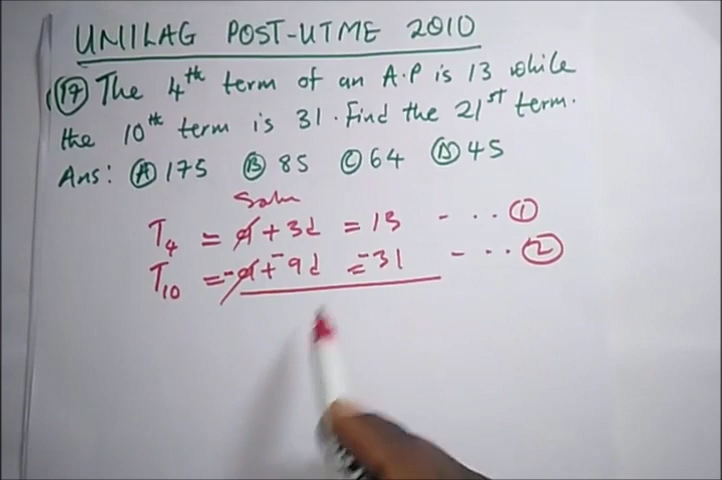 UNILAG POST-UTME 2010
(17) The 4th term of an A.P is 13 while
the 10th term is 31. Find the 21st term.
Ans: (A) 175 (B) 85 (C) 64 (D) 45
Soln
T4 = a + 3d = 13 - - - (1)
T10 = -a + -9d = -31 - - - (2)